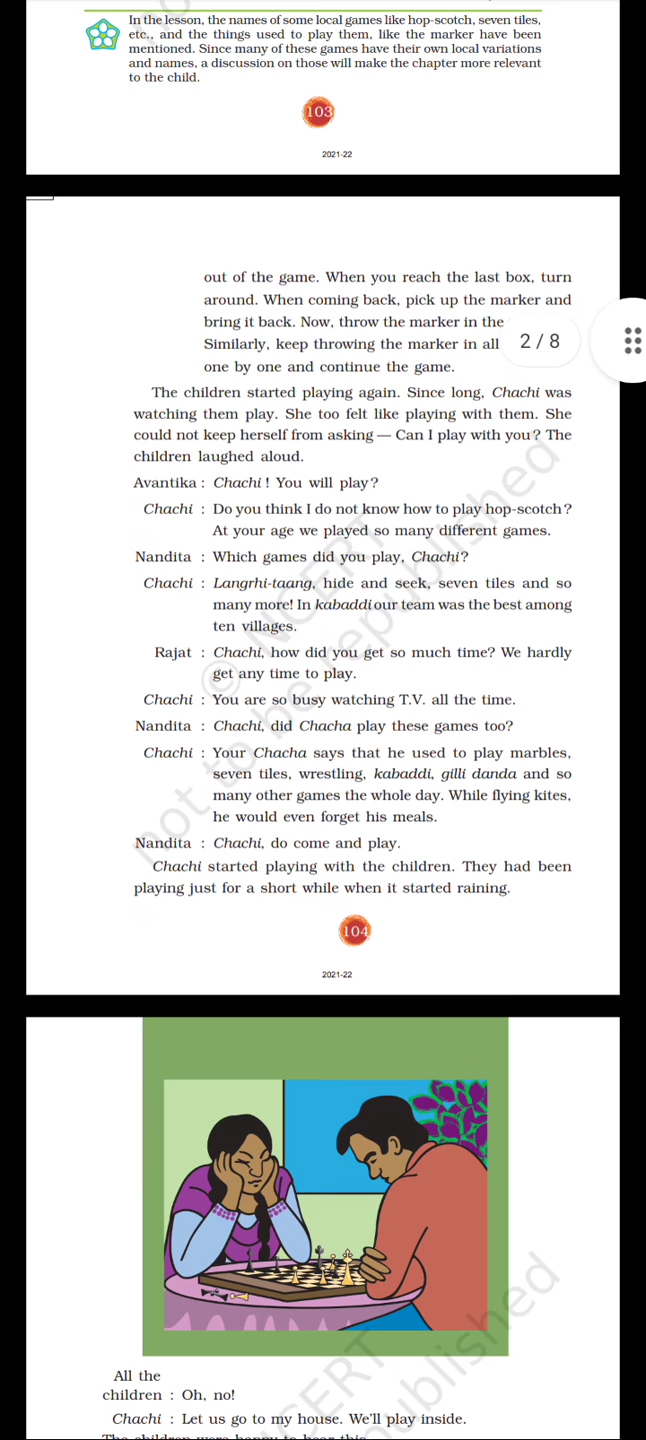 In the lesson, the names of some local games like hop-scotch, seven tiles,
etc., and the things used to play them, like the marker have been
mentioned. Since many of these games have their own local variations
and names, a discussion on those will make the chapter more relevant
to the child.
103
2021-22
out of the game. When you reach the last box, turn
around. When coming back, pick up the marker and
bring it back. Now, throw the marker in the
Similarly, keep throwing the marker in all
one by one and continue the game.
2 / 8
The children started playing again. Since long, Chachi was
watching them play. She too felt like playing with them. She
could not keep herself from asking — Can I play with you? The
children laughed aloud.
Avantika : Chachi ! You will play?
Chachi : Do you think I do not know how to play hop-scotch?
At your age we played so many different games.
Nandita : Which games did you play, Chachi?
Chachi : Langrhi-taang, hide and seek, seven tiles and so
many more! In kabaddi our team was the best among
ten villages.
Rajat : Chachi, how did you get so much time? We hardly
get any time to play.
Chachi : You are so busy watching T.V. all the time.
Nandita : Chachi, did Chacha play these games too?
Chachi : Your Chacha says that he used to play marbles,
seven tiles, wrestling, kabaddi, gilli danda and so
many other games the whole day. While flying kites,
he would even forget his meals.
Nandita : Chachi, do come and play.
Chachi started playing with the children. They had been
playing just for a short while when it started raining.
© NCERT
not to be republished
104
2021-22
All the
children : Oh, no!
Chachi : Let us go to my house. We'll play inside.
The children were happy to hear this